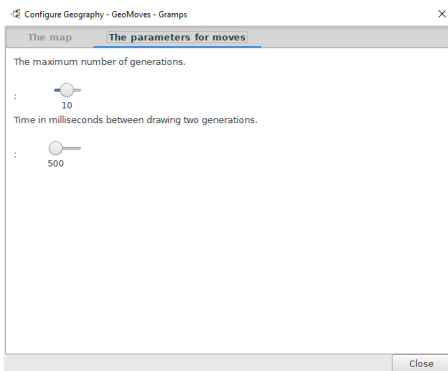 Configure Geography - GeoMoves - Gramps
The map
The parameters for moves
The maximum number of generations.
:
10
Time in milliseconds between drawing two generations.
:
500
Close